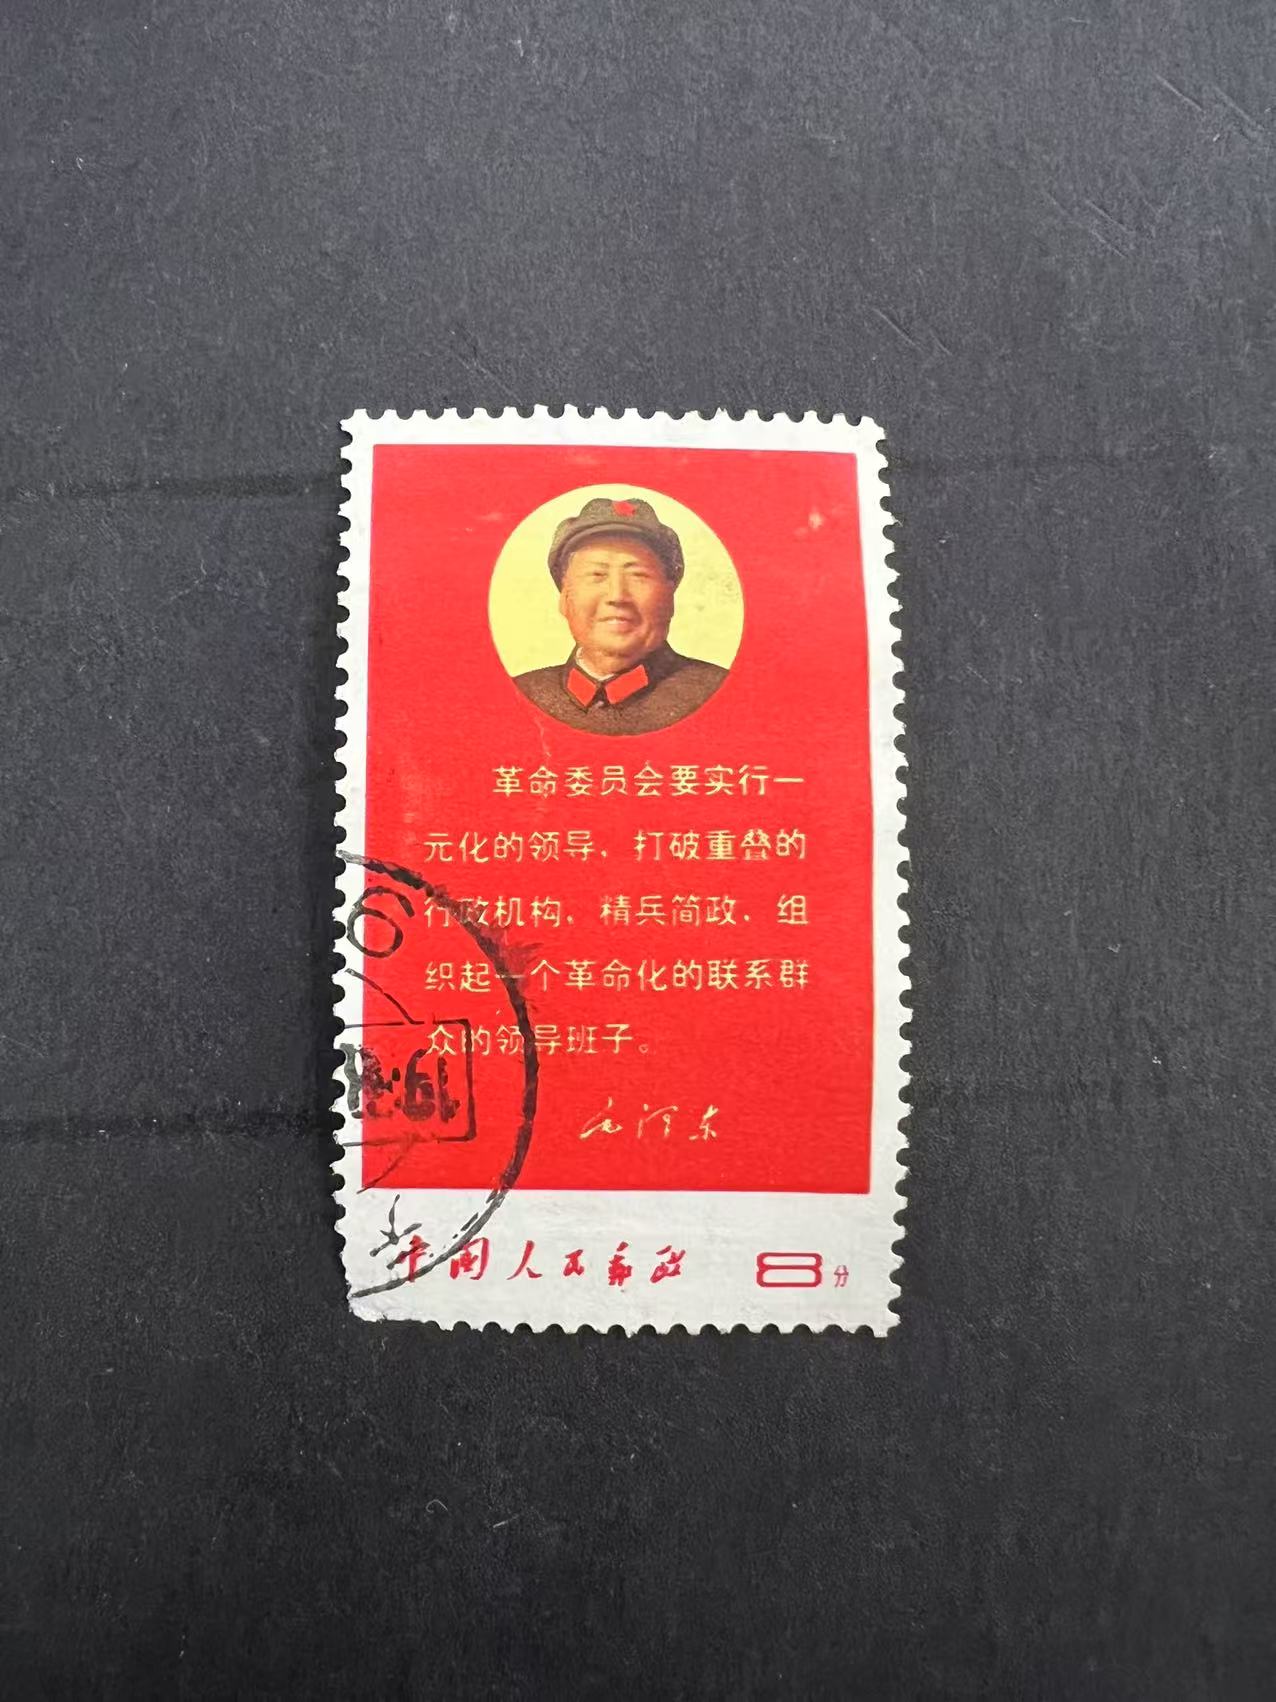 革命委员会要实行一
元化的领导，打破重叠的
行政机构，精兵简政，组
织起一个革命化的联系群
众的领导班子。
毛泽东
中国人民邮政 8分